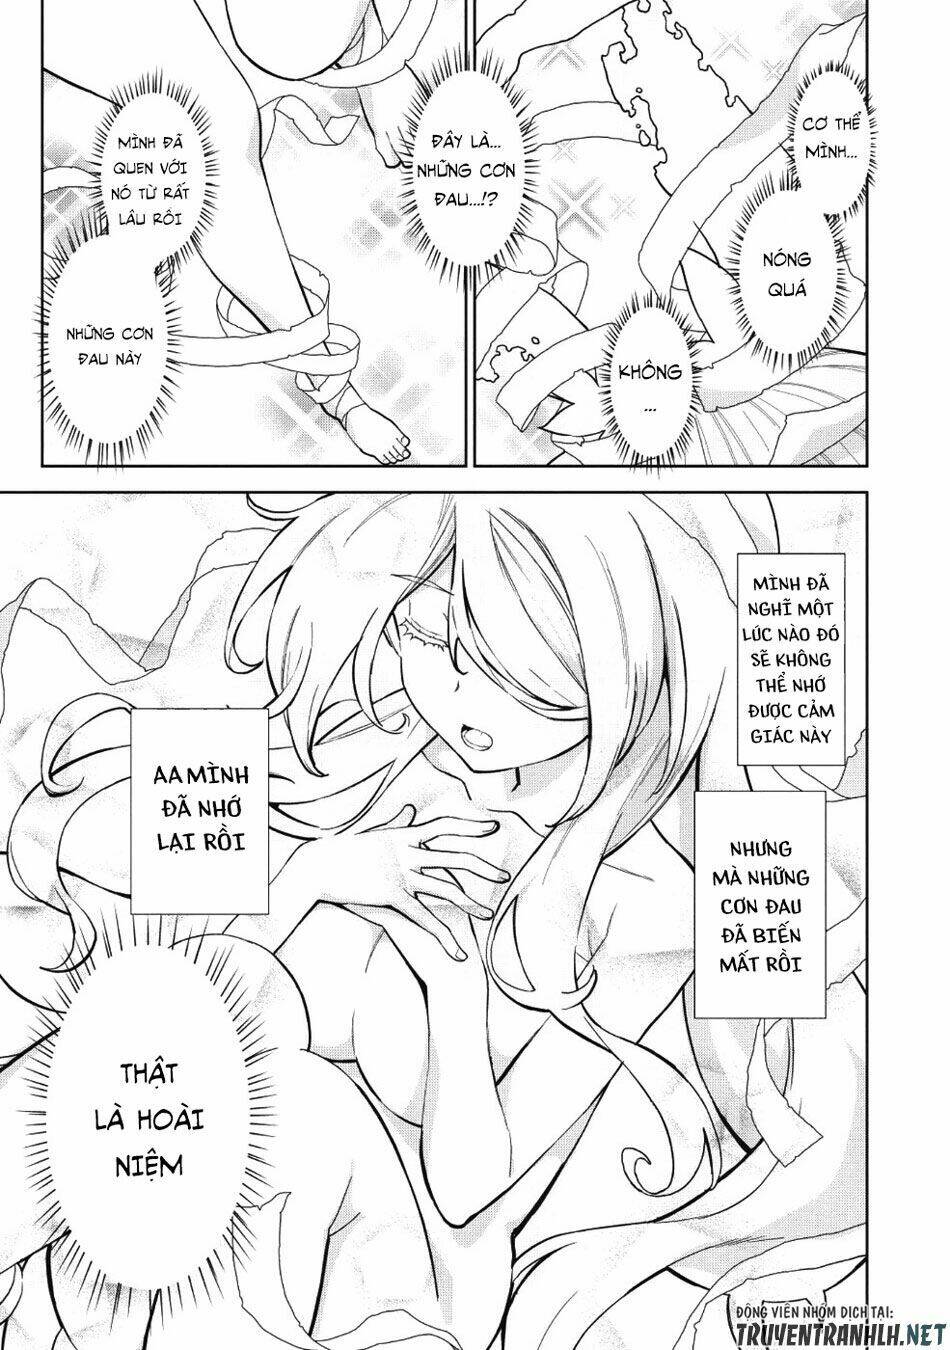 CƠ THỂ
MÌNH...
NÓNG
QUÁ
KHÔNG
...
ĐÂY LÀ...
NHỮNG CƠN
ĐAU...!?
MÌNH ĐÃ
QUEN VỚI
NÓ TỪ RẤT
LÂU RỒI
NHỮNG CƠN
ĐAU NÀY
MÌNH ĐÃ
NGHĨ MỘT
LÚC NÀO ĐÓ
SẼ KHÔNG
THỂ NHỚ
ĐƯỢC CẢM
GIÁC NÀY
NHƯNG
MÀ NHỮNG
CƠN ĐAU
ĐÃ BIẾN
MẤT RỒI
AA MÌNH
ĐÃ NHỚ
LẠI RỒI
THẬT
LÀ HOÀI
NIỆM
ĐỘNG VIÊN NHÓM DỊCH TẠI:
TRUYENTRANHLH.NET